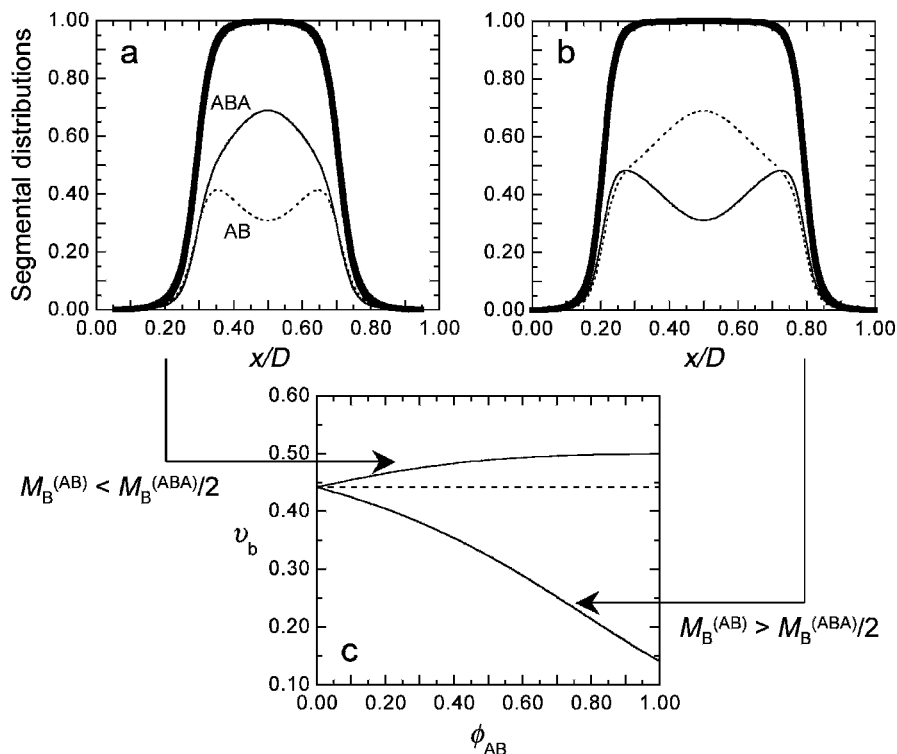 Segmental distributions
a
1.00
0.80
0.60
0.40
0.20
0.00
ABA
AB
0.00 0.20 0.40 0.60 0.80 1.00
x/D
b
1.00
0.80
0.60
0.40
0.20
0.00
0.00 0.20 0.40 0.60 0.80 1.00
x/D
M_B^(AB) < M_B^(ABA)/2
υ_b
0.60
0.50
0.40
0.30
0.20
0.10
c
0.00 0.20 0.40 0.60 0.80 1.00
ϕ_AB
M_B^(AB) > M_B^(ABA)/2